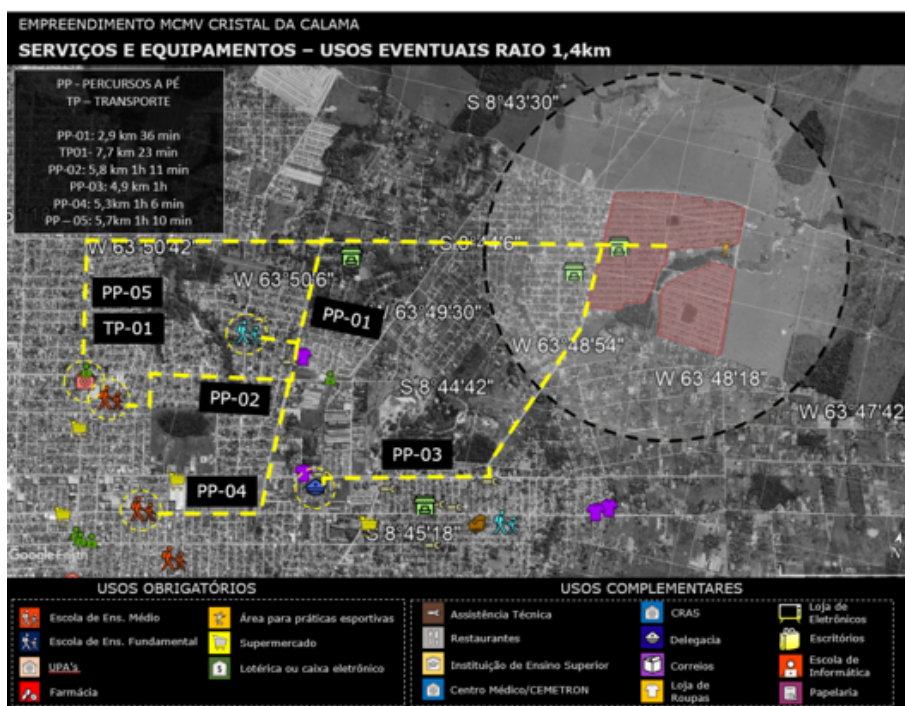 EMPREENDIMENTO MCMV CRISTAL DA CALAMA
SERVIÇOS E EQUIPAMENTOS – USOS EVENTUAIS RAIO 1,4km
PP - PERCURSOS A PÉ
TP – TRANSPORTE
PP-01: 2,9 km 36 min
TP01- 7,7 km 23 min
PP-02: 5,8 km 1h 11 min
PP-03: 4,9 km 1h
PP-04: 5,3km 1h 6 min
PP – 05: 5,7km 1h 10 min
S 8°43'30"
W 63 50'42
W 63°50'6"
PP-05
TP-01
PP-01
W 63°49'30"
W 63°48'54"
W 63°48'18"
S 8°44'42"
W 63°47'42
PP-02
PP-03
PP-04
S 8°45'18"
Google Earth
USOS OBRIGATÓRIOS
Escola de Ens. Médio
Escola de Ens. Fundamental
UPA's
Farmácia
Área para práticas esportivas
Supermercado
Lotérica ou caixa eletrônico
USOS COMPLEMENTARES
Assistência Técnica
Restaurantes
Instituição de Ensino Superior
Centro Médico/CEMETRON
CRAS
Delegacia
Correios
Loja de
Roupas
Loja de
Eletrônicos
Escritórios
Escola de
Informática
Papelaria